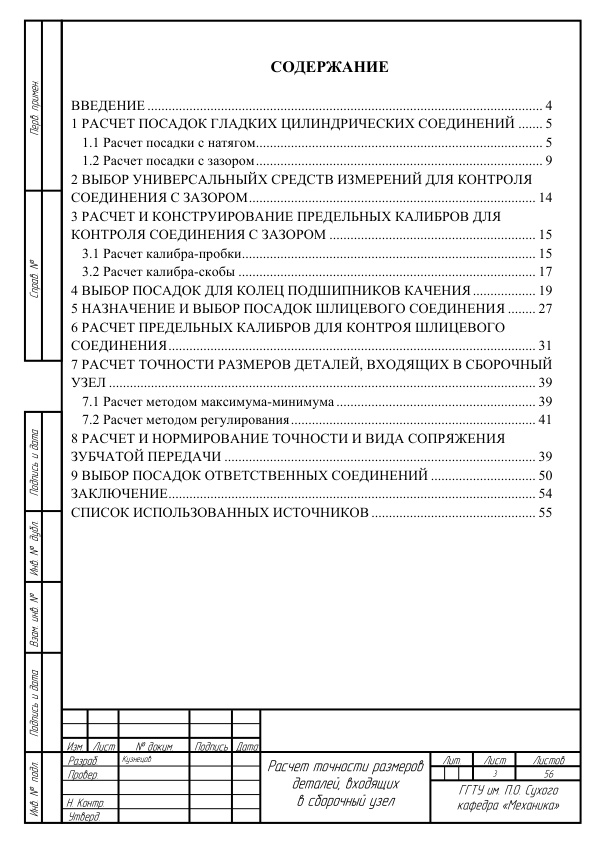 СОДЕРЖАНИЕ
ВВЕДЕНИЕ ........ 4
1 РАСЧЕТ ПОСАДОК ГЛАДКИХ ЦИЛИНДРИЧЕСКИХ СОЕДИНЕНИЙ ....... 5
1.1 Расчет посадки с натягом........ 5
1.2 Расчет посадки с зазором........ 9
2 ВЫБОР УНИВЕРСАЛЬНЫЙХ СРЕДСТВ ИЗМЕРЕНИЙ ДЛЯ КОНТРОЛЯ
СОЕДИНЕНИЯ С ЗАЗОРОМ........ 14
3 РАСЧЕТ И КОНСТРУИРОВАНИЕ ПРЕДЕЛЬНЫХ КАЛИБРОВ ДЛЯ
КОНТРОЛЯ СОЕДИНЕНИЯ С ЗАЗОРОМ ........ 15
3.1 Расчет калибра-пробки........ 15
3.2 Расчет калибра-скобы ........ 17
4 ВЫБОР ПОСАДОК ДЛЯ КОЛЕЦ ПОДШИПНИКОВ КАЧЕНИЯ ........ 19
5 НАЗНАЧЕНИЕ И ВЫБОР ПОСАДОК ШЛИЦЕВОГО СОЕДИНЕНИЯ ........ 27
6 РАСЧЕТ ПРЕДЕЛЬНЫХ КАЛИБРОВ ДЛЯ КОНТРОЯ ШЛИЦЕВОГО
СОЕДИНЕНИЯ........ 31
7 РАСЧЕТ ТОЧНОСТИ РАЗМЕРОВ ДЕТАЛЕЙ, ВХОДЯЩИХ В СБОРОЧНЫЙ
УЗЕЛ ........ 39
7.1 Расчет методом максимума-минимума ........ 39
7.2 Расчет методом регулирования........ 41
8 РАСЧЕТ И НОРМИРОВАНИЕ ТОЧНОСТИ И ВИДА СОПРЯЖЕНИЯ
ЗУБЧАТОЙ ПЕРЕДАЧИ ........ 39
9 ВЫБОР ПОСАДОК ОТВЕТСТВЕННЫХ СОЕДИНЕНИЙ ........ 50
ЗАКЛЮЧЕНИЕ........ 54
СПИСОК ИСПОЛЬЗОВАННЫХ ИСТОЧНИКОВ ........ 55
Перв примен
Справ №
Подпись и дата
Инв № дубл
Взам инв №
Подпись и дата
Инв № подл
Изм Лист № доким Подпись Дата
Разраб Кузнецов
Провер
Н. Контр.
Утверд.
Расчет точности размеров
деталей, входящих
в сборочный узел
Лит Лист Листов
3 56
ГГТУ им. П.О. Сухого
кафедра «Механика»